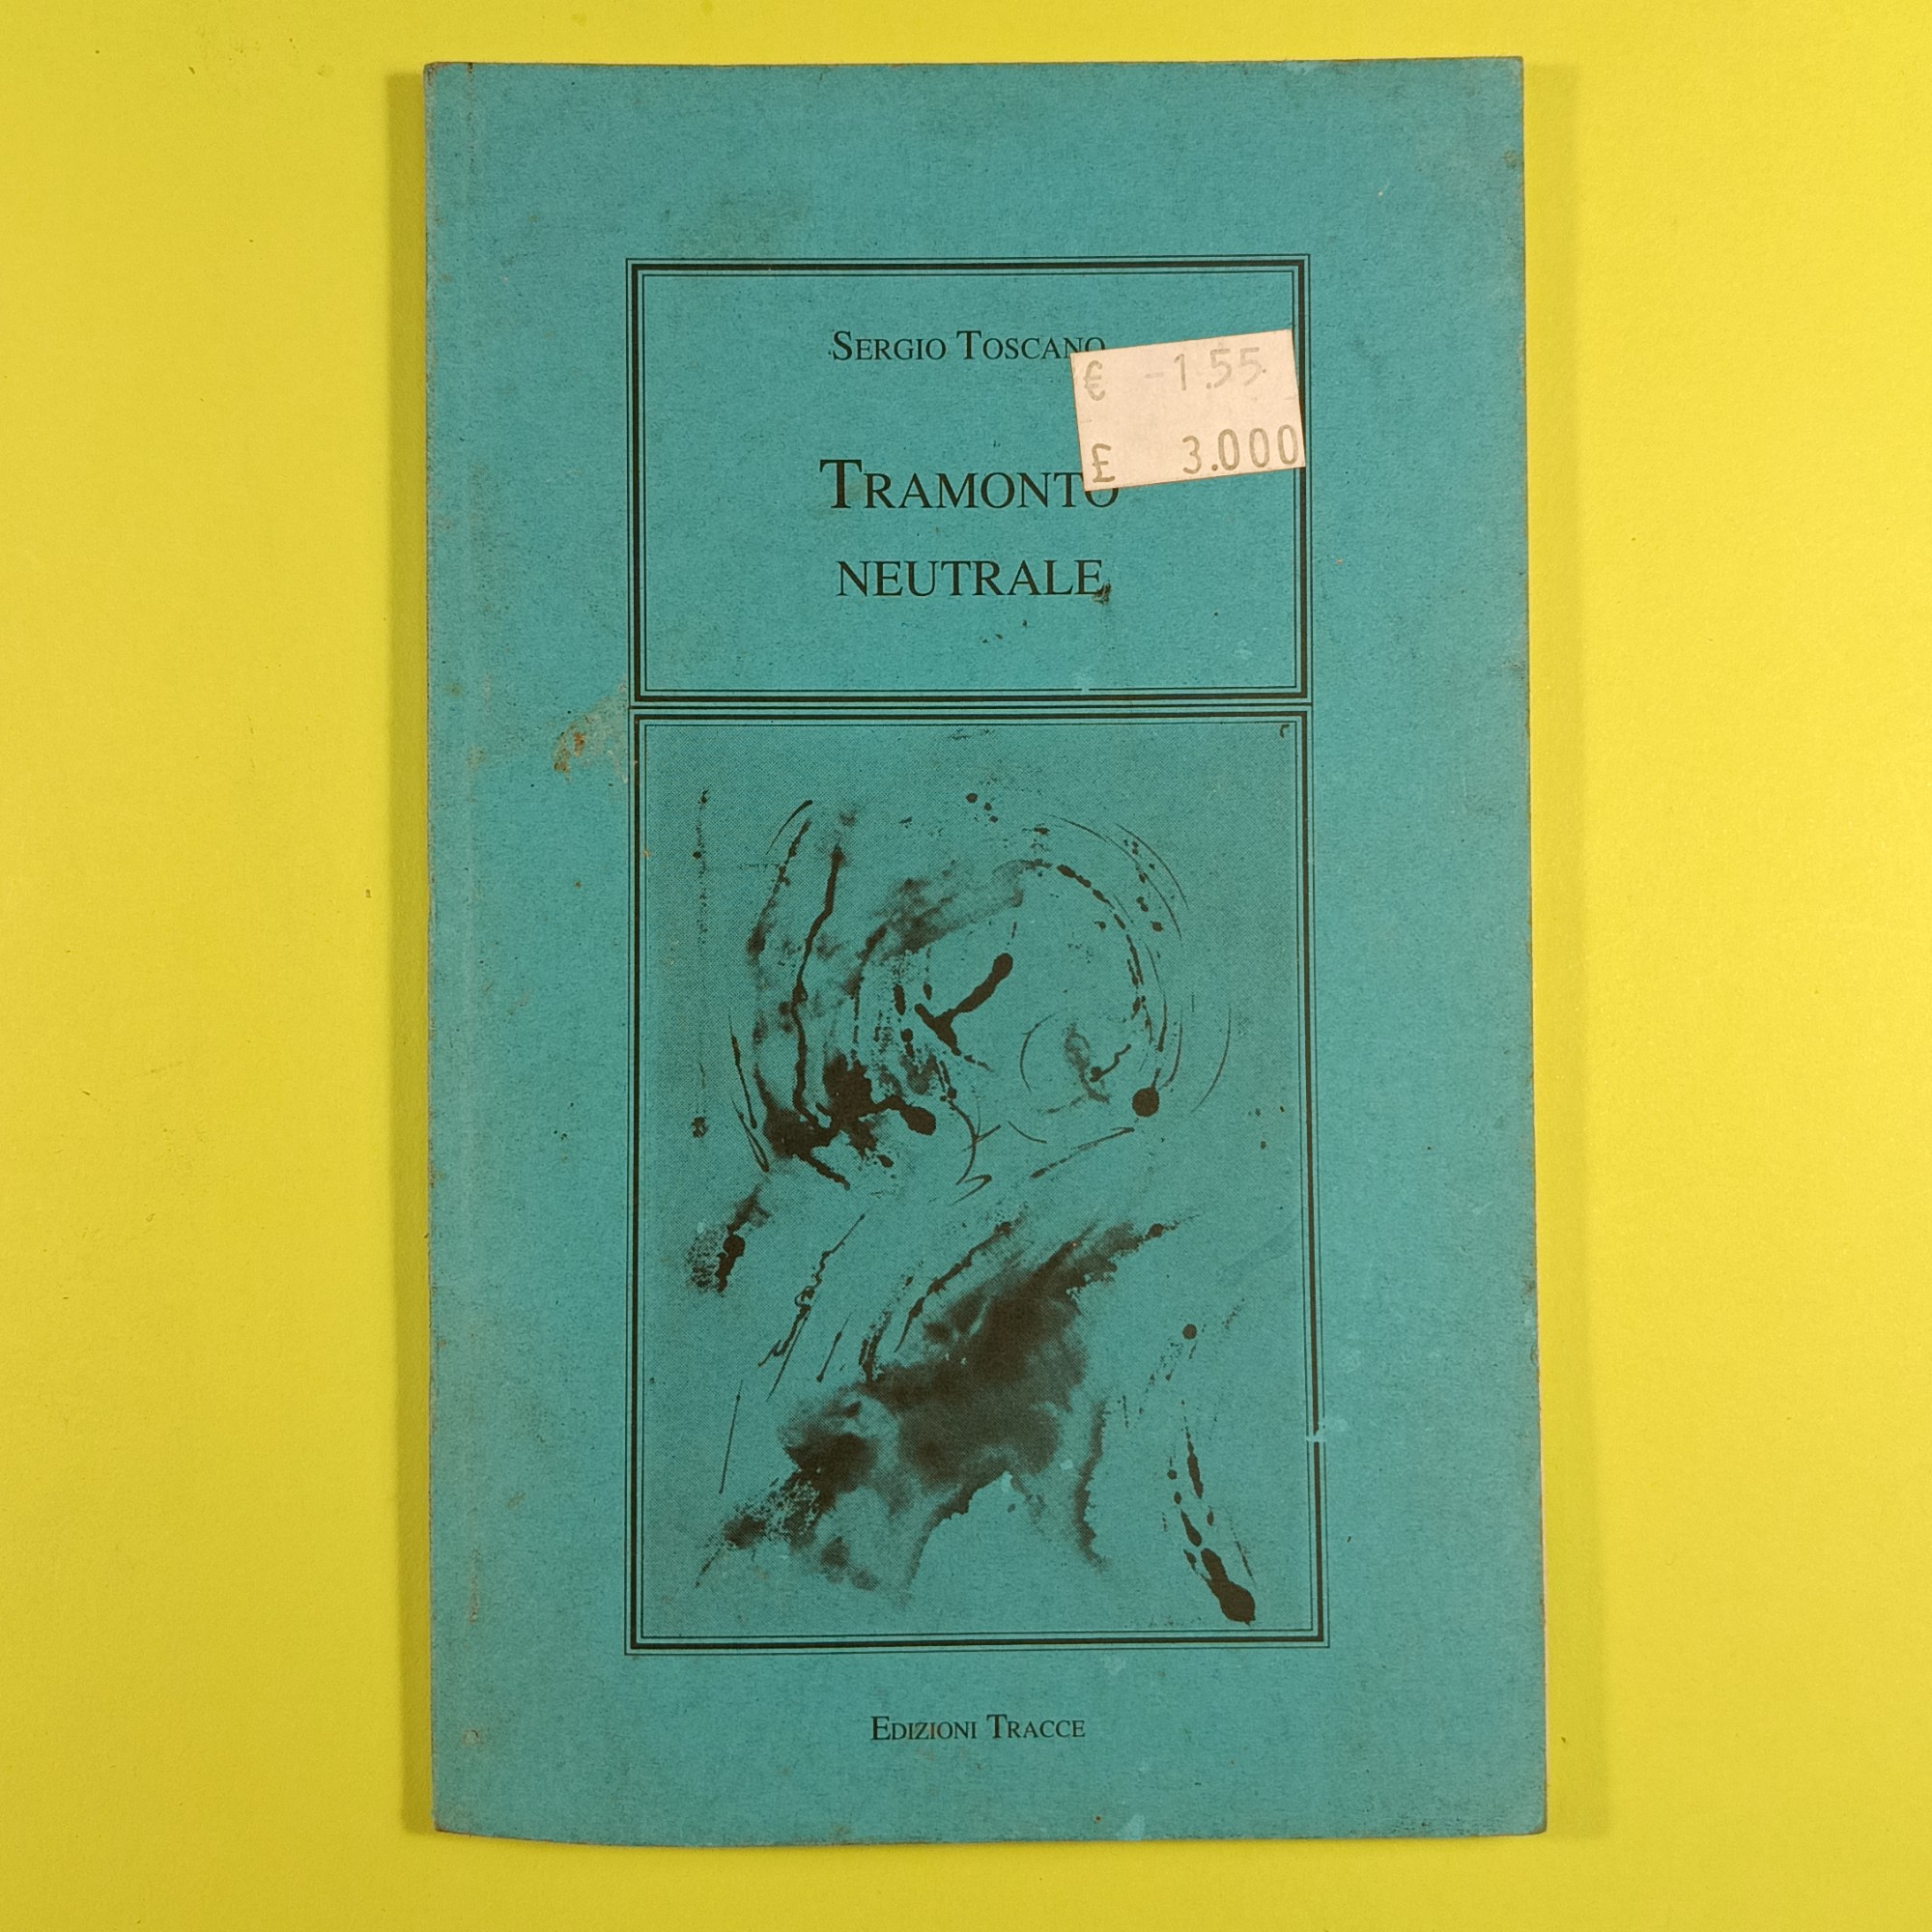 SERGIO TOSCANO
€ -1.55
£ 3.000
TRAMONTO
NEUTRALE
EDIZIONI TRACCE